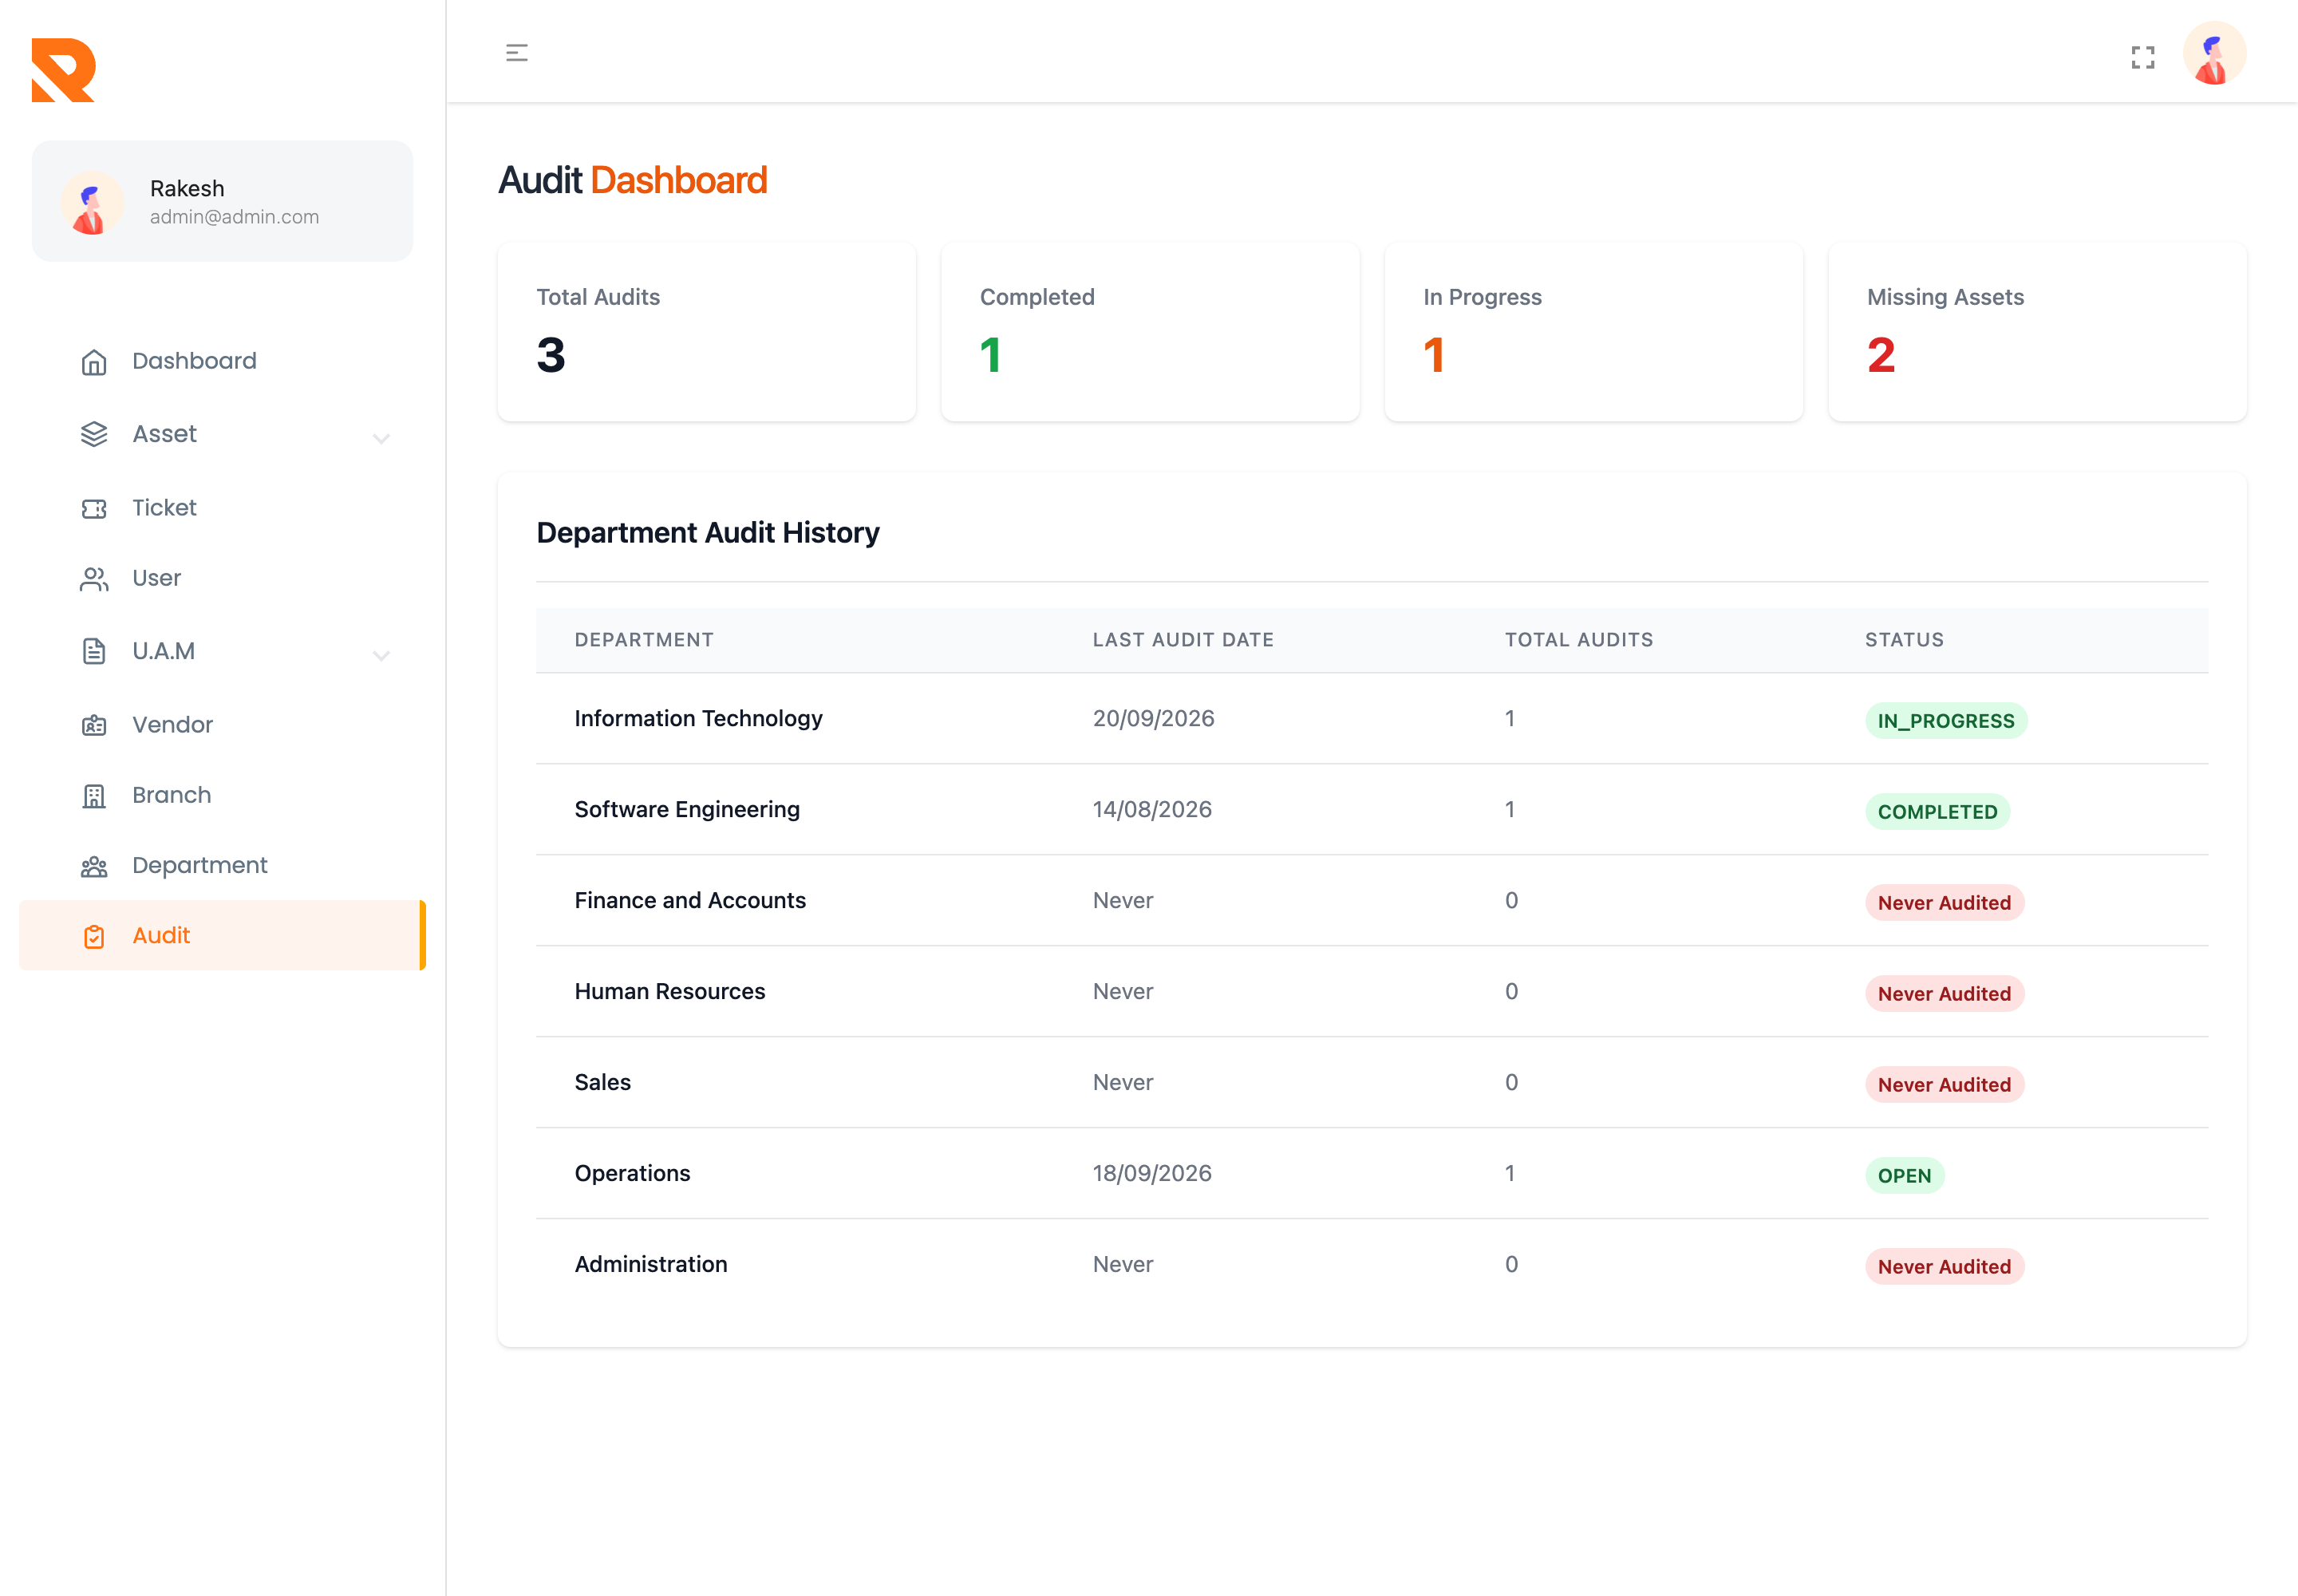 Rakesh
admin@admin.com
Dashboard
Asset
Ticket
User
U.A.M
Vendor
Branch
Department
Audit
Audit Dashboard
Total Audits
3
Completed
1
In Progress
1
Missing Assets
2
Department Audit History
DEPARTMENT LAST AUDIT DATE TOTAL AUDITS STATUS
Information Technology 20/09/2026 1 IN_PROGRESS
Software Engineering 14/08/2026 1 COMPLETED
Finance and Accounts Never 0 Never Audited
Human Resources Never 0 Never Audited
Sales Never 0 Never Audited
Operations 18/09/2026 1 OPEN
Administration Never 0 Never Audited